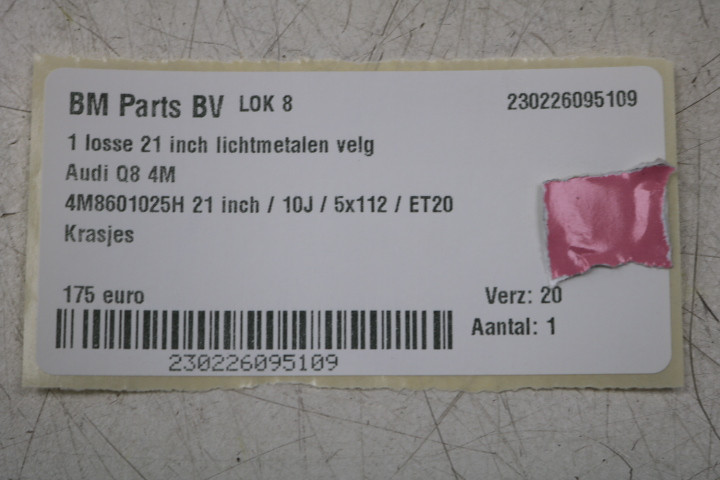 BM Parts BV LOK 8 230226095109
1 losse 21 inch lichtmetalen velg
Audi Q8 4M
4M8601025H 21 inch / 10J / 5x112 / ET20
Krasjes
175 euro Verz: 20
Aantal: 1
230226095109